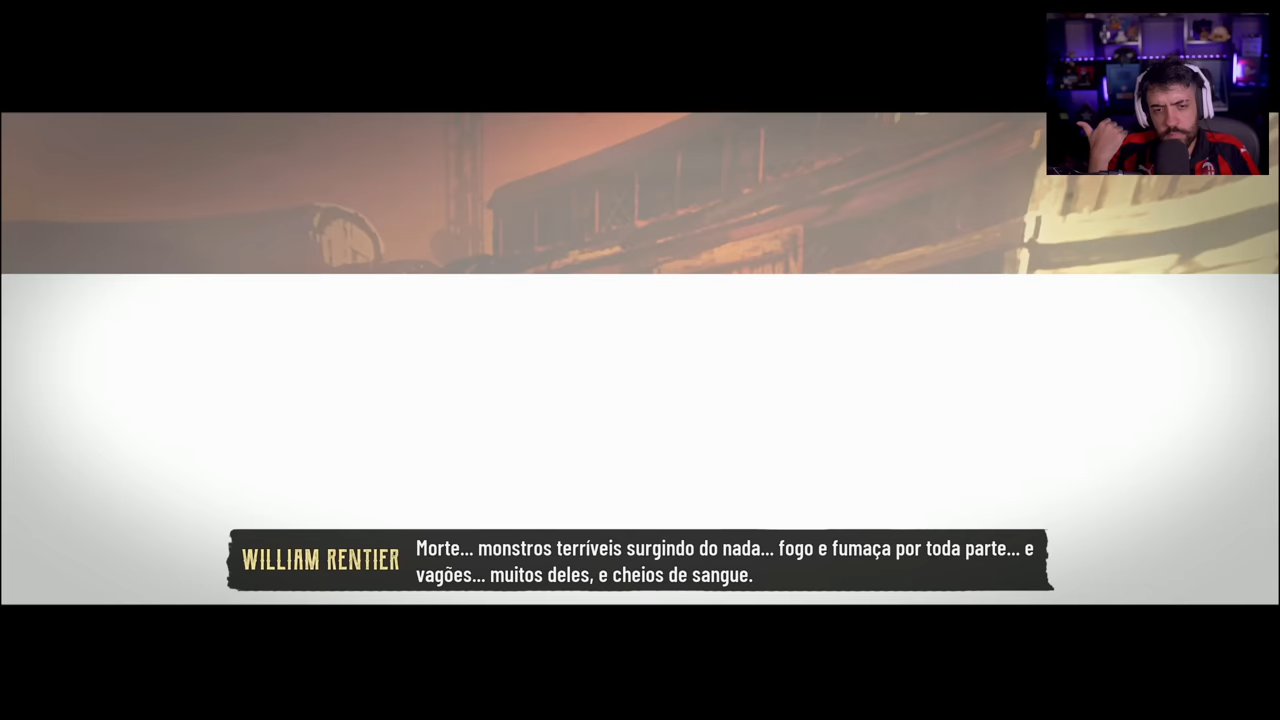 WILLIAM RENTIER
Morte... monstros terríveis surgindo do nada... fogo e fumaça por toda parte... e
vagões... muitos deles, e cheios de sangue.